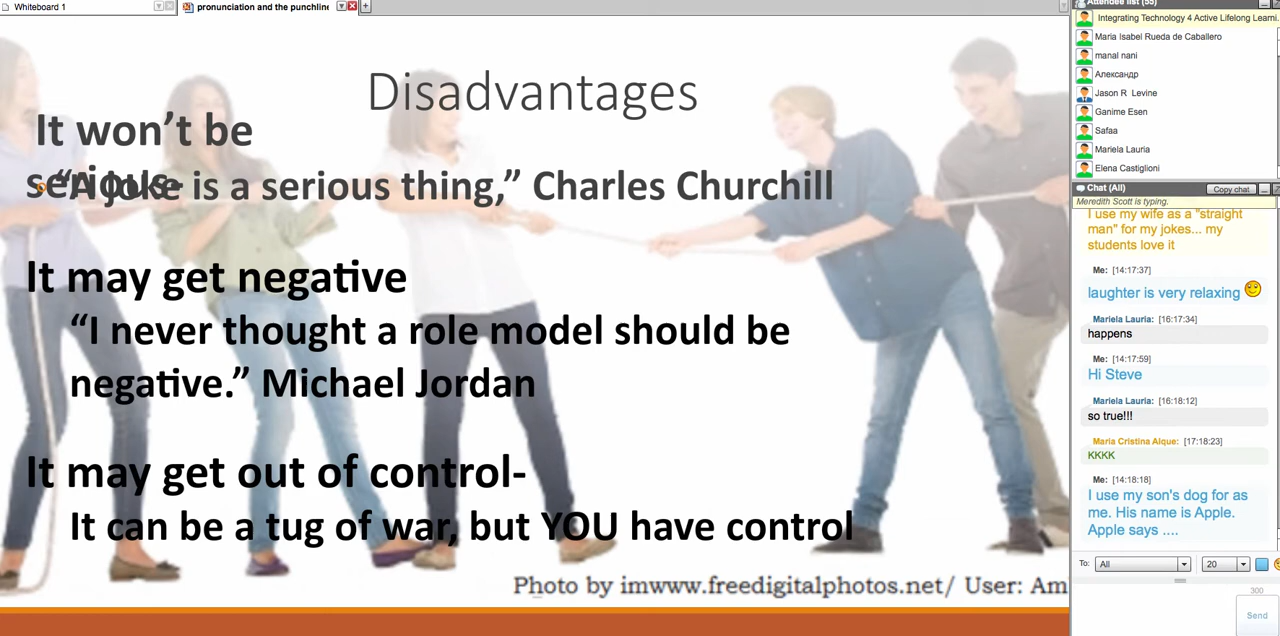 Whiteboard 1
pronunciation and the punchline
Disadvantages
It won't be
serious-
“A joke is a serious thing,” Charles Churchill
It may get negative
“I never thought a role model should be
negative.” Michael Jordan
It may get out of control-
It can be a tug of war, but YOU have control
Photo by imwww.freedigitalphotos.net/ User: Am
Attendee list (55)
Integrating Technology 4 Active Lifelong Learni
Maria Isabel Rueda de Caballero
manal nani
Александр
Jason R Levine
Ganime Esen
Safaa
Mariela Lauria
Elena Castiglioni
Chat (All)
Copy chat
Meredith Scott is typing.
I use my wife as a "straight
man" for my jokes... my
students love it
Me: [14:17:37]
laughter is very relaxing
Mariela Lauria: [16:17:34]
happens
Me: [14:17:59]
Hi Steve
Mariela Lauria: [16:18:12]
so true!!!
Maria Cristina Alque: [17:18:23]
KKKK
Me: [14:18:18]
I use my son's dog for as
me. His name is Apple.
Apple says ....
To: All 20
300
Send